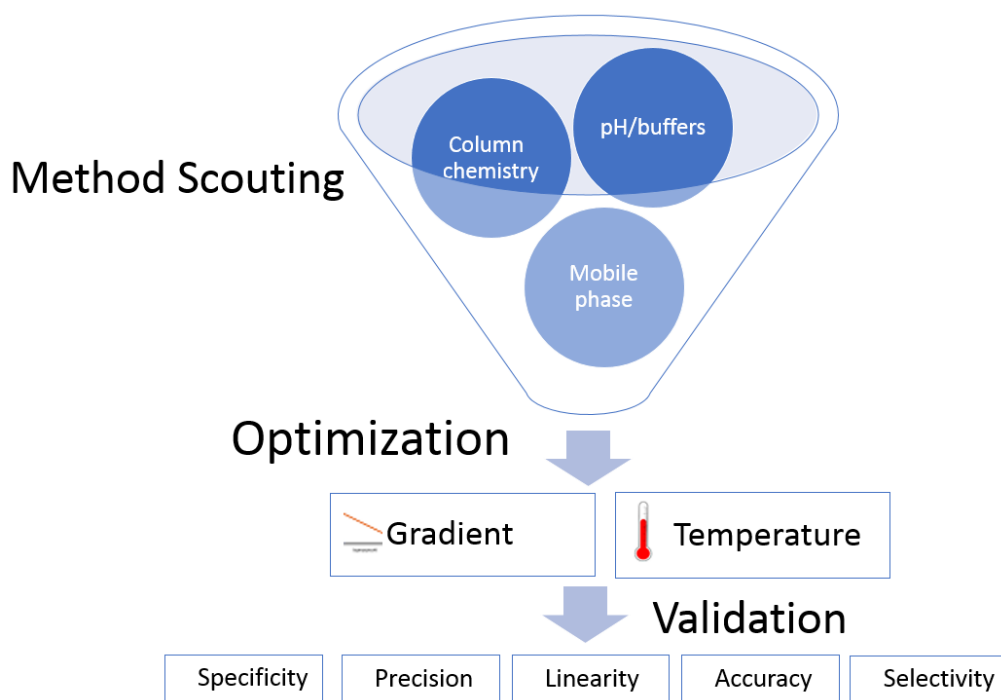 pH/buffers
Column
chemistry
Method Scouting
Mobile
phase
Optimization
Gradient
Temperature
Validation
Specificity
Precision
Linearity
Accuracy
Selectivity